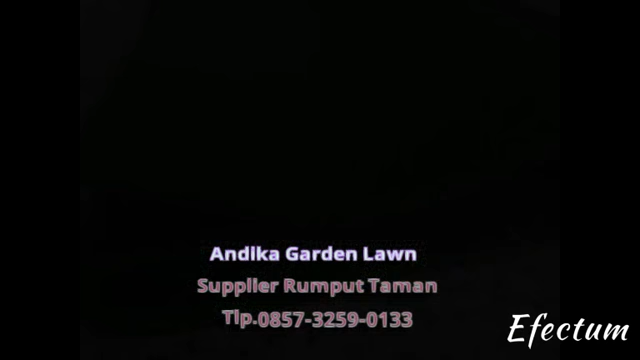 Andika Garden Lawn
Supplier Rumput Taman
Tlp.0857-3259-0133
Efectum